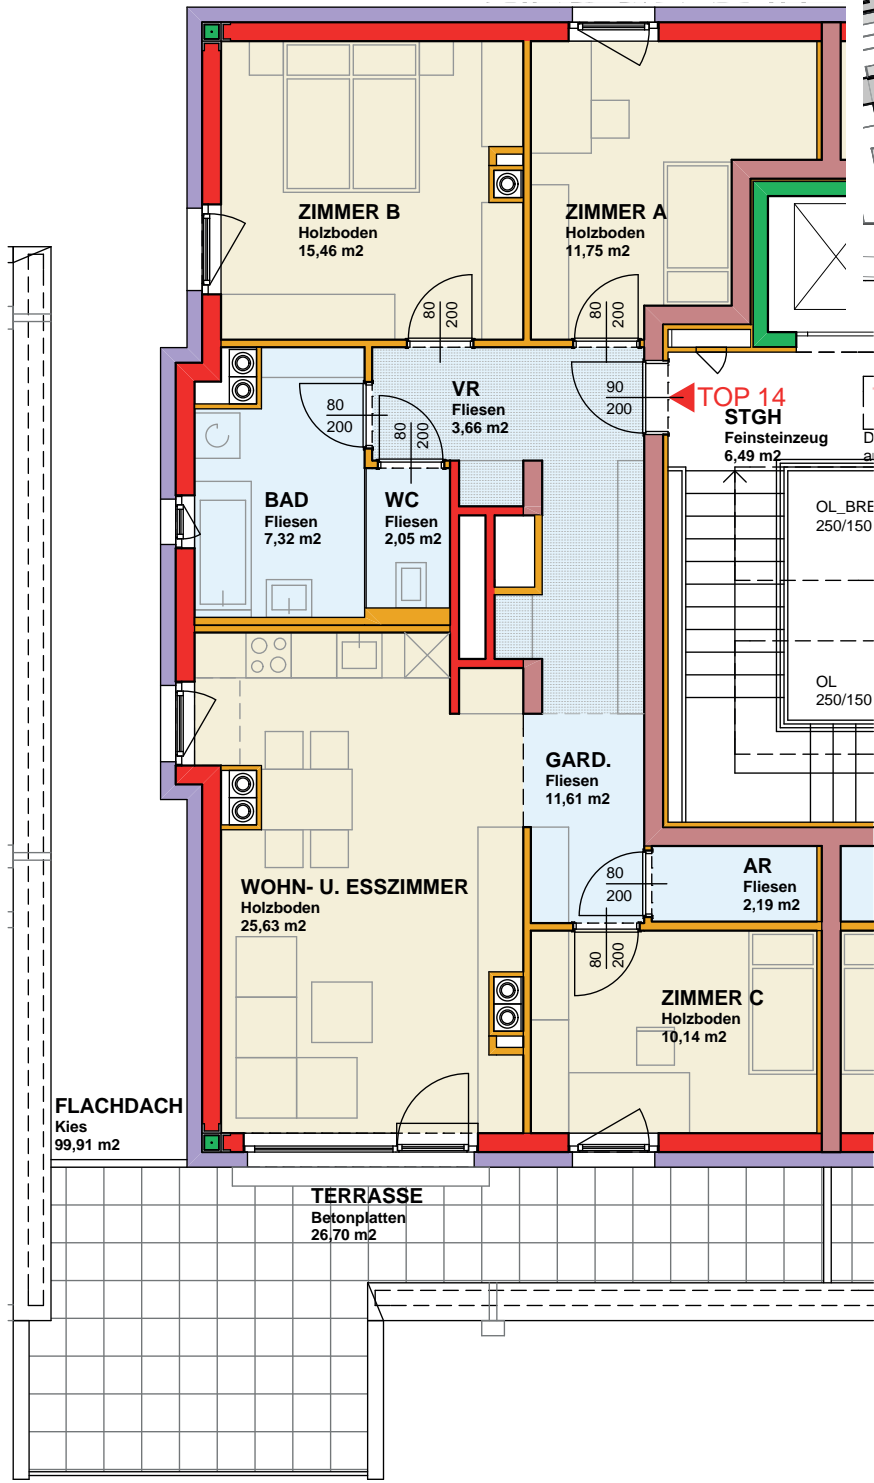 ZIMMER B
Holzboden
15,46 m2
ZIMMER A
Holzboden
11,75 m2
80
200
80
200
VR
Fliesen
3,66 m2
90
200
TOP 14
STGH
Feinsteinzeug
6,49 m2
80
200
80
200
BAD
Fliesen
7,32 m2
WC
Fliesen
2,05 m2
OL_BRE
250/150
OL
250/150
GARD.
Fliesen
11,61 m2
WOHN- U. ESSZIMMER
Holzboden
25,63 m2
80
200
AR
Fliesen
2,19 m2
80
200
ZIMMER C
Holzboden
10,14 m2
FLACHDACH
Kies
99,91 m2
TERRASSE
Betonplatten
26,70 m2